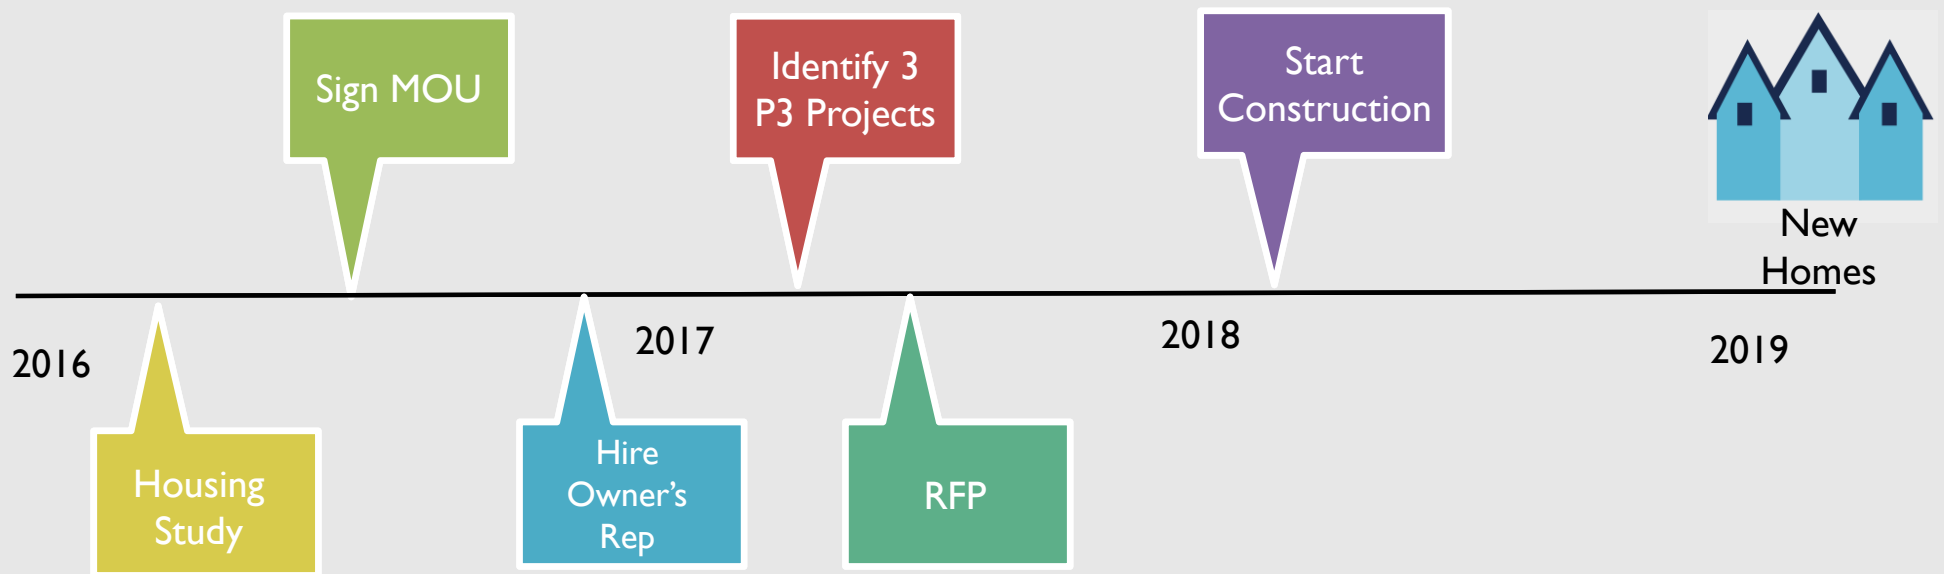 Sign MOU
Identify 3
P3 Projects
Start
Construction
New
Homes
2016
2017
2018
2019
Housing
Study
Hire
Owner’s
Rep
RFP